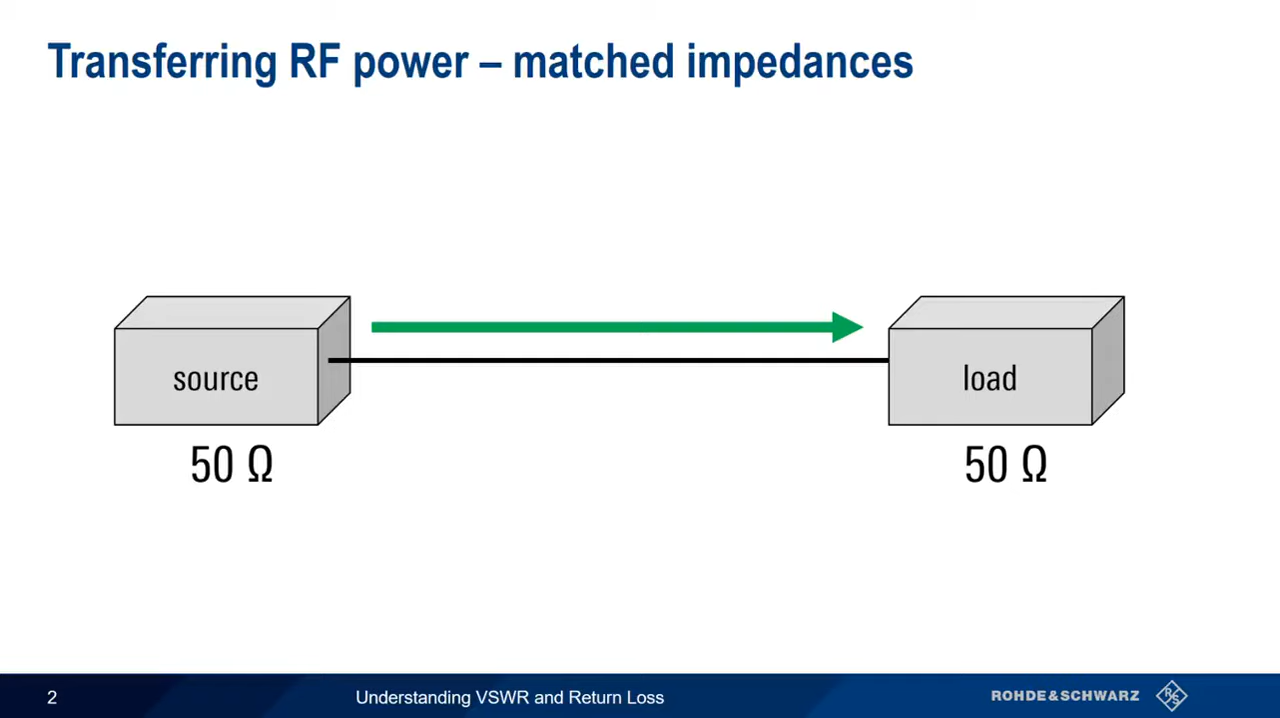 Transferring RF power – matched impedances
source
load
50 Ω
50 Ω
2
Understanding VSWR and Return Loss
ROHDE&SCHWARZ
R&S